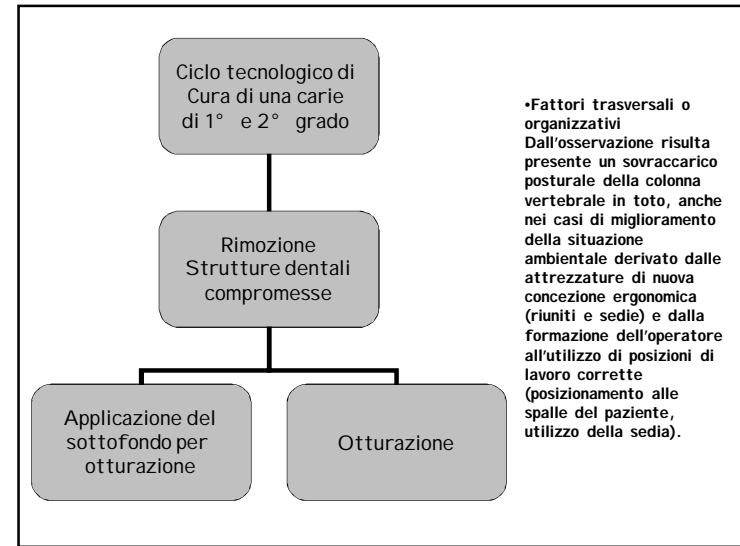 Ciclo tecnologico di
Cura di una carie
di 1° e 2° grado
Rimozione
Strutture dentali
compromesse
Applicazione del
sottofondo per
otturazione
Otturazione
•Fattori trasversali o
organizzativi
Dall'osservazione risulta
presente un sovraccarico
posturale della colonna
vertebrale in toto, anche
nei casi di miglioramento
della situazione
ambientale derivato dalle
attrezzature di nuova
concezione ergonomica
(riuniti e sedie) e dalla
formazione dell'operatore
all'utilizzo di posizioni di
lavoro corrette
(posizionamento alle
spalle del paziente,
utilizzo della sedia).